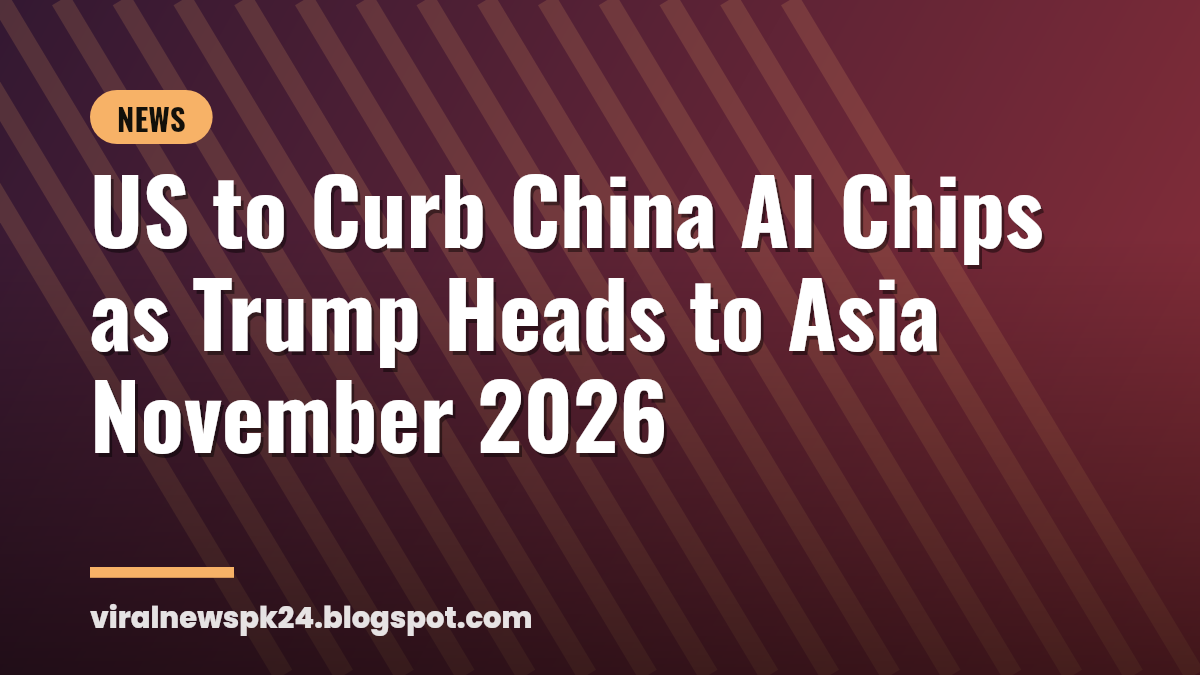 NEWS
US to Curb China AI Chips
as Trump Heads to Asia
November 2026
viralnewspk24.blogspot.com